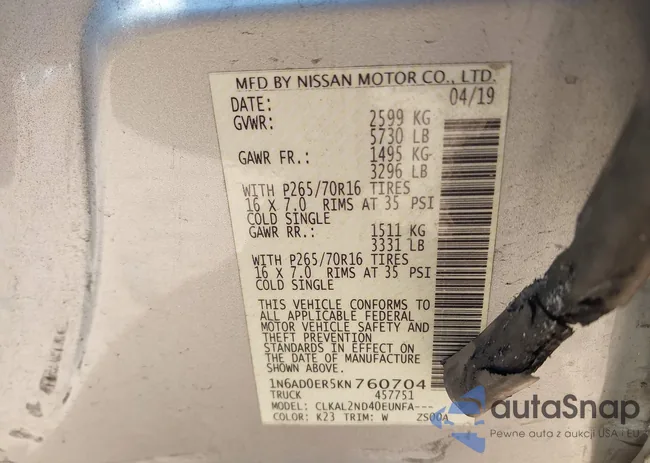 MFD BY NISSAN MOTOR CO., LTD.
DATE: 04/19
GVWR: 2599 KG
5730 LB
GAWR FR.: 1495 KG
3296 LB
WITH P265/70R16 TIRES
16 X 7.0 RIMS AT 35 PSI
COLD SINGLE
GAWR RR.: 1511 KG
3331 LB
WITH P265/70R16 TIRES
16 X 7.0 RIMS AT 35 PSI
COLD SINGLE
THIS VEHICLE CONFORMS TO
ALL APPLICABLE FEDERAL
MOTOR VEHICLE SAFETY AND
THEFT PREVENTION
STANDARDS IN EFFECT ON
THE DATE OF MANUFACTURE
SHOWN ABOVE.
1N6AD0ER5KN760704
TRUCK 457751
MODEL: CLKAL2ND40EUNFA---
COLOR: K23 TRIM: W ZS00A
autoSnap
Pewne auto z aukcji USA i EU